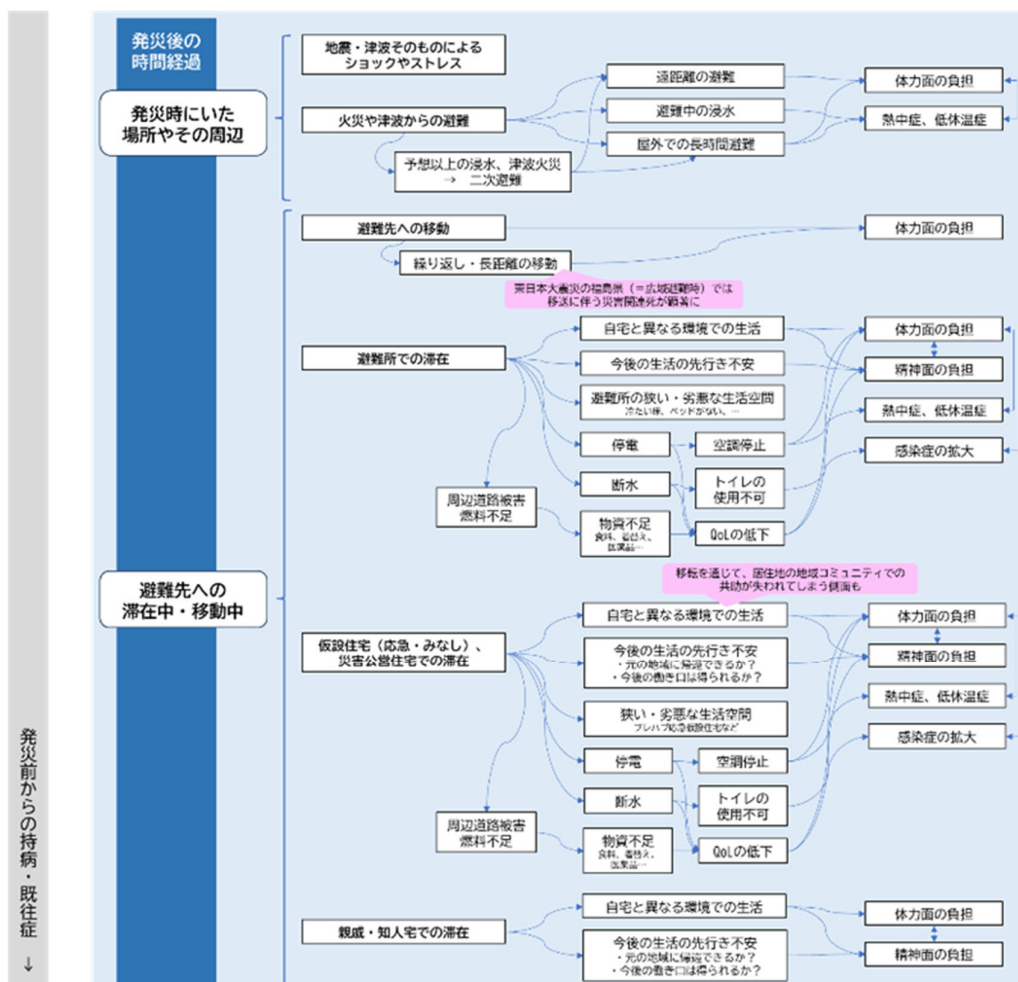 発災後の
時間経過
発災時にいた
場所やその周辺
地震・津波そのものによる
ショックやストレス
火災や津波からの避難
予想以上の浸水、津波火災
→ 二次避難
遠距離の避難
避難中の浸水
屋外での長時間避難
体力面の負担
熱中症、低体温症
避難先への
滞在中・移動中
避難先への移動
繰り返し・長距離の移動
体力面の負担
東日本大震災の福島県(=広域避難時)では
移送に伴う災害関連死が顕著に
避難所での滞在
自宅と異なる環境での生活
今後の生活の先行き不安
避難所の狭い・劣悪な生活空間
冷たい床、ベッドがない、…
停電
空調停止
断水
トイレの
使用不可
周辺道路被害
燃料不足
物資不足
食料、着替え、
医薬品…
QoLの低下
体力面の負担
精神面の負担
熱中症、低体温症
感染症の拡大
移転を通じて、居住地の地域コミュニティでの
共助が失われてしまう側面も
仮設住宅(応急・みなし)、
災害公営住宅での滞在
自宅と異なる環境での生活
今後の生活の先行き不安
・元の地域に帰還できるか?
・今後の働き口は得られるか?
狭い・劣悪な生活空間
プレハブ応急仮設住宅など
停電
空調停止
断水
トイレの
使用不可
周辺道路被害
燃料不足
物資不足
食料、着替え、
医薬品…
QoLの低下
体力面の負担
精神面の負担
熱中症、低体温症
感染症の拡大
親戚・知人宅での滞在
自宅と異なる環境での生活
今後の生活の先行き不安
・元の地域に帰還できるか?
・今後の働き口は得られるか?
体力面の負担
精神面の負担
発災前からの持病・既往症 →